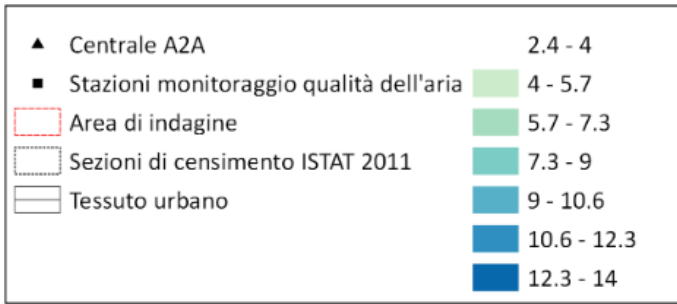 Centrale A2A
Stazioni monitoraggio qualità dell'aria
Area di indagine
Sezioni di censimento ISTAT 2011
Tessuto urbano
2.4 - 4
4 - 5.7
5.7 - 7.3
7.3 - 9
9 - 10.6
10.6 - 12.3
12.3 - 14